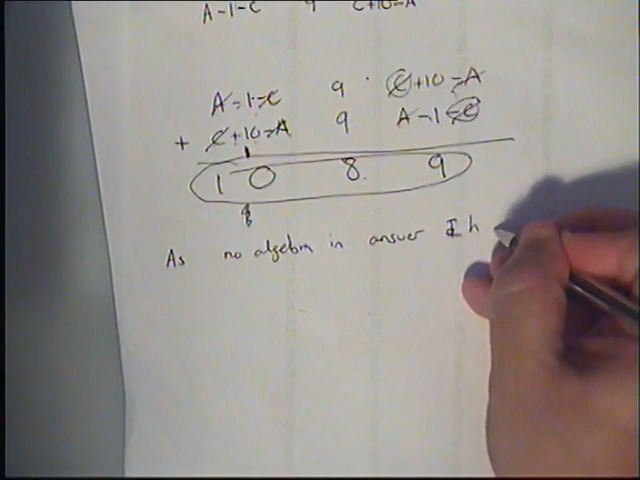 A-1-C 9 C+10-A
A-1-C 9 C+10-A
+ C+10-A 9 A-1-C
1 0 8 9
As no algebra in answer I h